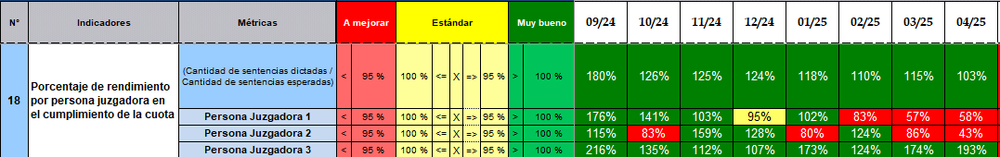 N° Indicadores Métricas A mejorar Estándar Muy bueno 09/24 10/24 11/24 12/24 01/25 02/25 03/25 04/25
18 Porcentaje de rendimiento por persona juzgadora en el cumplimiento de la cuota
(Cantidad de sentencias dictadas /
Cantidad de sentencias esperadas)
< 95 % 100 % <= X => 95 % > 100 % 180% 126% 125% 124% 118% 110% 115% 103%
Persona Juzgadora 1 < 95 % 100 % <= X => 95 % > 100 % 176% 141% 103% 95% 102% 83% 57% 58%
Persona Juzgadora 2 < 95 % 100 % <= X => 95 % > 100 % 115% 83% 159% 128% 80% 124% 86% 43%
Persona Juzgadora 3 < 95 % 100 % <= X => 95 % > 100 % 216% 135% 112% 107% 173% 124% 174% 193%